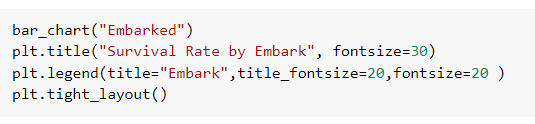 bar_chart("Embarked")
plt.title("Survival Rate by Embark", fontsize=30)
plt.legend(title="Embark",title_fontsize=20,fontsize=20 )
plt.tight_layout()